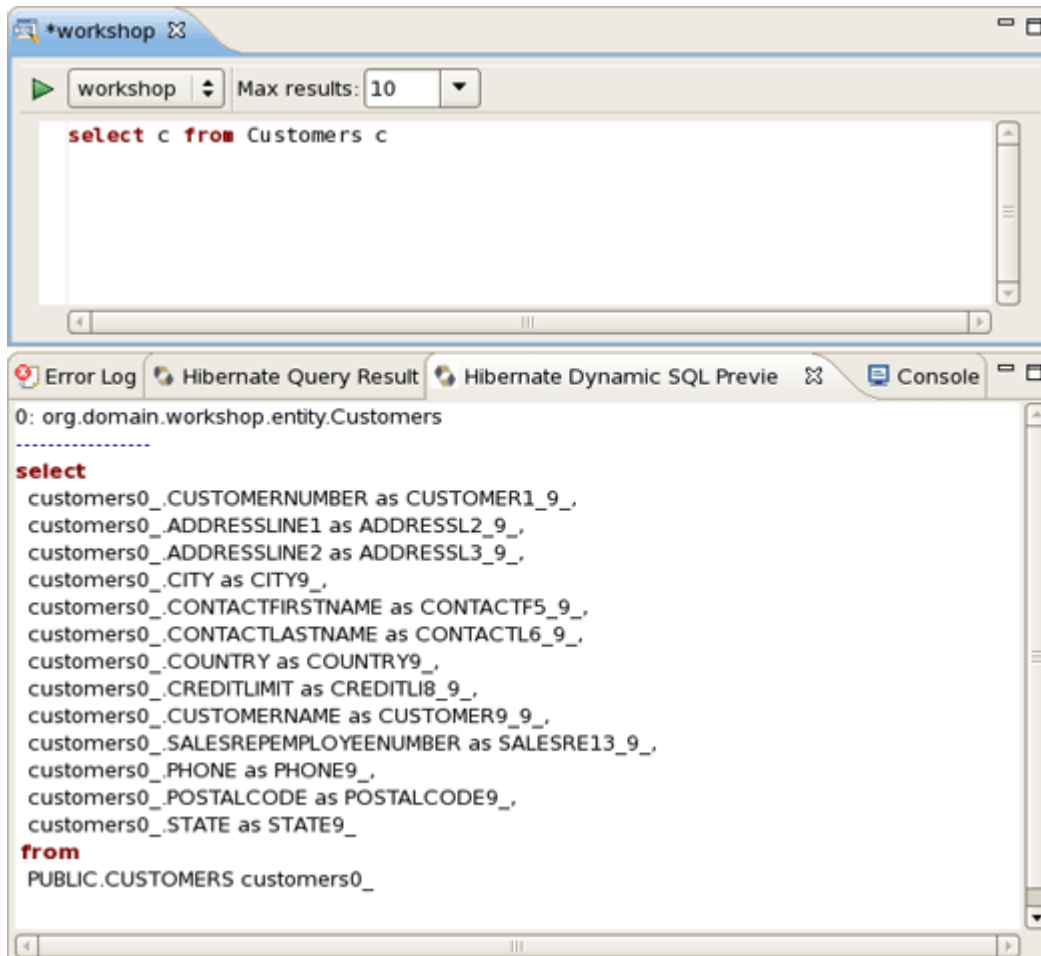 *workshop
workshop Max results: 10
select c from Customers c
Error Log Hibernate Query Result Hibernate Dynamic SQL Previe Console
0: org.domain.workshop.entity.Customers
-----------------
select
customers0_.CUSTOMERNUMBER as CUSTOMER1_9_,
customers0_.ADDRESSLINE1 as ADDRESSL2_9_,
customers0_.ADDRESSLINE2 as ADDRESSL3_9_,
customers0_.CITY as CITY9_,
customers0_.CONTACTFIRSTNAME as CONTACTF5_9_,
customers0_.CONTACTLASTNAME as CONTACTL6_9_,
customers0_.COUNTRY as COUNTRY9_,
customers0_.CREDITLIMIT as CREDITLI8_9_,
customers0_.CUSTOMERNAME as CUSTOMER9_9_,
customers0_.SALESREPEMPLOYEENUMBER as SALESRE13_9_,
customers0_.PHONE as PHONE9_,
customers0_.POSTALCODE as POSTALCODE9_,
customers0_.STATE as STATE9_
from
PUBLIC.CUSTOMERS customers0_